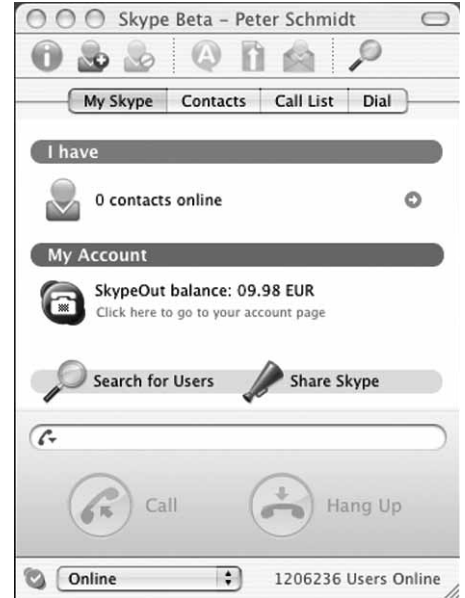 Skype Beta – Peter Schmidt
My Skype Contacts Call List Dial
I have
0 contacts online
My Account
SkypeOut balance: 09.98 EUR
Click here to go to your account page
Search for Users Share Skype
Call Hang Up
Online 1206236 Users Online